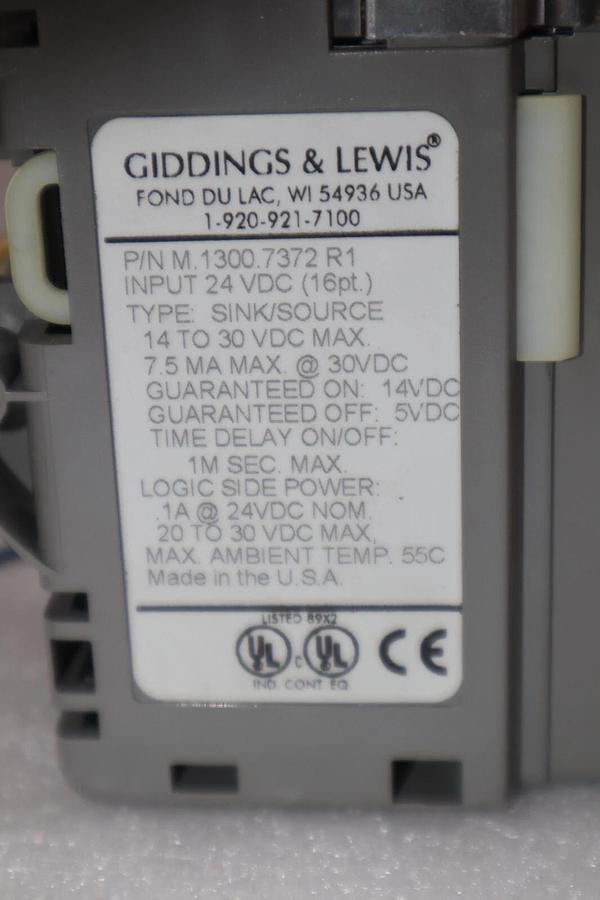 GIDDINGS & LEWIS®
FOND DU LAC, WI 54936 USA
1-920-921-7100
P/N M.1300.7372 R1
INPUT 24 VDC (16pt.)
TYPE: SINK/SOURCE
14 TO 30 VDC MAX.
7.5 MA MAX. @ 30VDC
GUARANTEED ON: 14VDC
GUARANTEED OFF: 5VDC
TIME DELAY ON/OFF:
1M SEC. MAX.
LOGIC SIDE POWER:
.1A @ 24VDC NOM.
20 TO 30 VDC MAX,
MAX. AMBIENT TEMP. 55C
Made in the U.S.A.
LISTED 89X2
UL C UL CE
IND. CONT. EQ